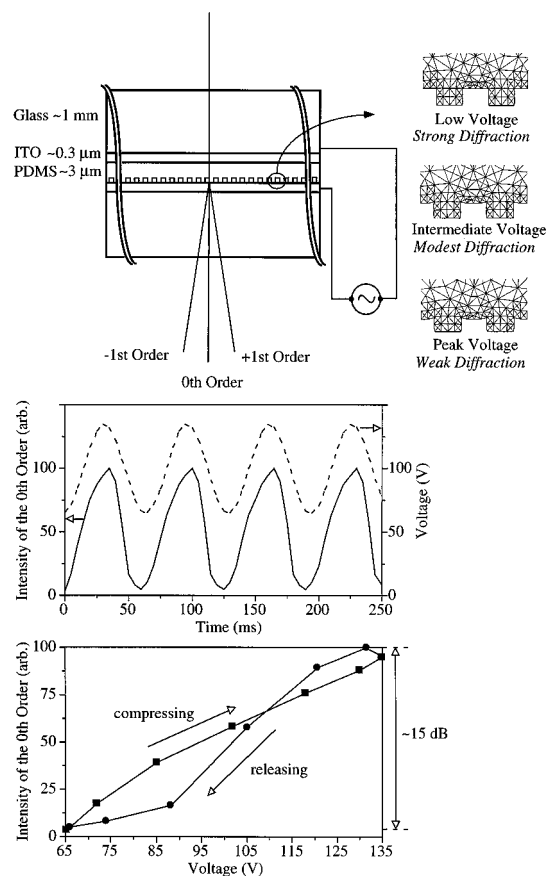 Glass ~1 mm
ITO ~0.3 μm
PDMS~3 μm
-1st Order
+1st Order
0th Order
Low Voltage
Strong Diffraction
Intermediate Voltage
Modest Diffraction
Peak Voltage
Weak Diffraction
Intensity of the 0th Order (arb.)
100
75
50
25
0
100
50
0
Voltage (V)
0
50
100
150
200
250
Time (ms)
Intensity of the 0th Order (arb.)
100
75
50
25
0
compressing
releasing
~15 dB
65
75
85
95
105
115
125
135
Voltage (V)